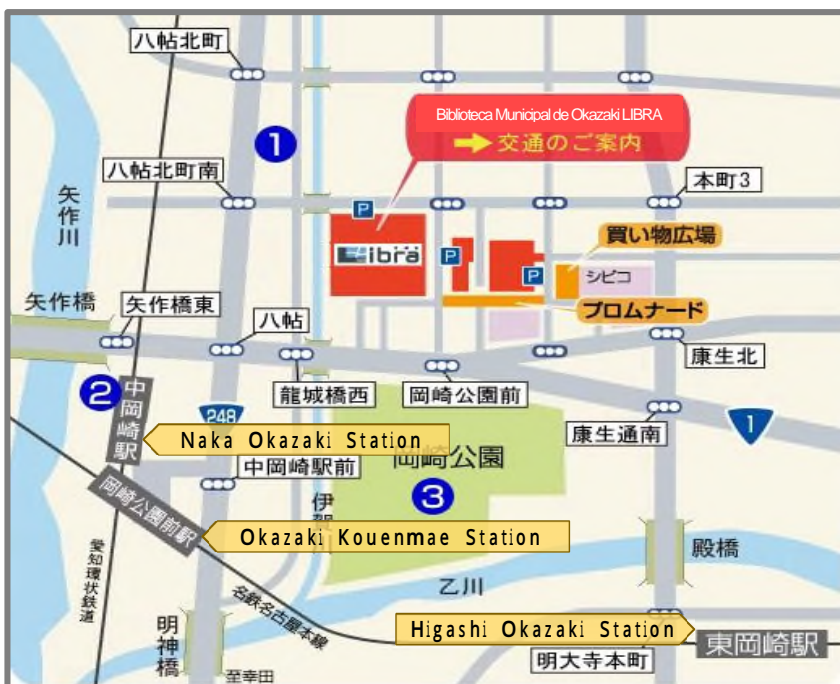 八帖北町
Biblioteca Municipal de Okazaki LIBRA
交通のご案内
1
八帖北町南
本町3
矢作川
P
買い物広場
Libra
P
P
シビコ
矢作橋
矢作橋東
プロムナード
八帖
康生北
龍城橋西
岡崎公園前
2
中岡崎駅
248
康生通南
1
Naka Okazaki Station
岡崎公園
中岡崎駅前
3
岡崎公園前駅
伊賀川
Okazaki Kouenmae Station
殿橋
愛知環状鉄道
乙川
名鉄名古屋本線
明神橋
Higashi Okazaki Station
東岡崎駅
明大寺本町
至幸田